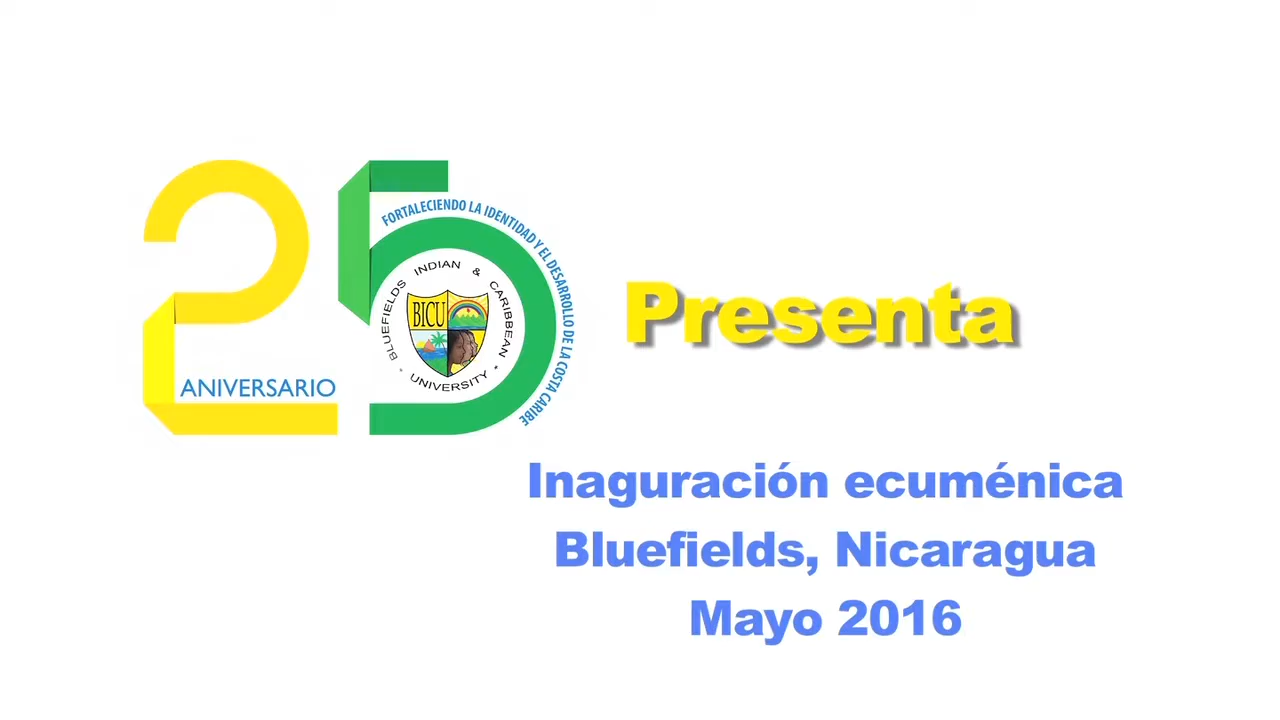 FORTALECIENDO LA IDENTIDAD Y EL DESARROLLO DE LA COSTA CARIBE
BLUEFIELDS INDIAN & CARIBBEAN
BICU
UNIVERSITY
ANIVERSARIO
25
Presenta
Inaguración ecuménica
Bluefields, Nicaragua
Mayo 2016